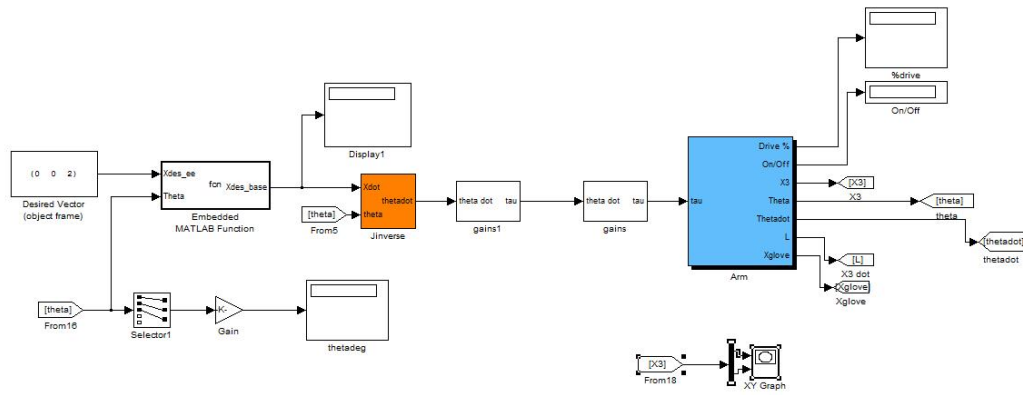 %drive
On/Off
Display1
(0 0 2)
Desired Vector
(object frame)
Xdes_ee
Theta
fcn
Xdes_base
Embedded
MATLAB Function
[theta]
From5
Xdot
theta
thetadot
Jinverse
theta dot
tau
gains1
theta dot
tau
gains
tau
Drive %
On/Off
X3
Theta
Thetadot
L
Xglove
Arm
[X3]
X3
[theta]
theta
[thetadot]
thetadot
[L]
X3 dot
[Xglove]
Xglove
[theta]
From16
Selector1
-K-
Gain
thetadeg
[X3]
From18
XY Graph